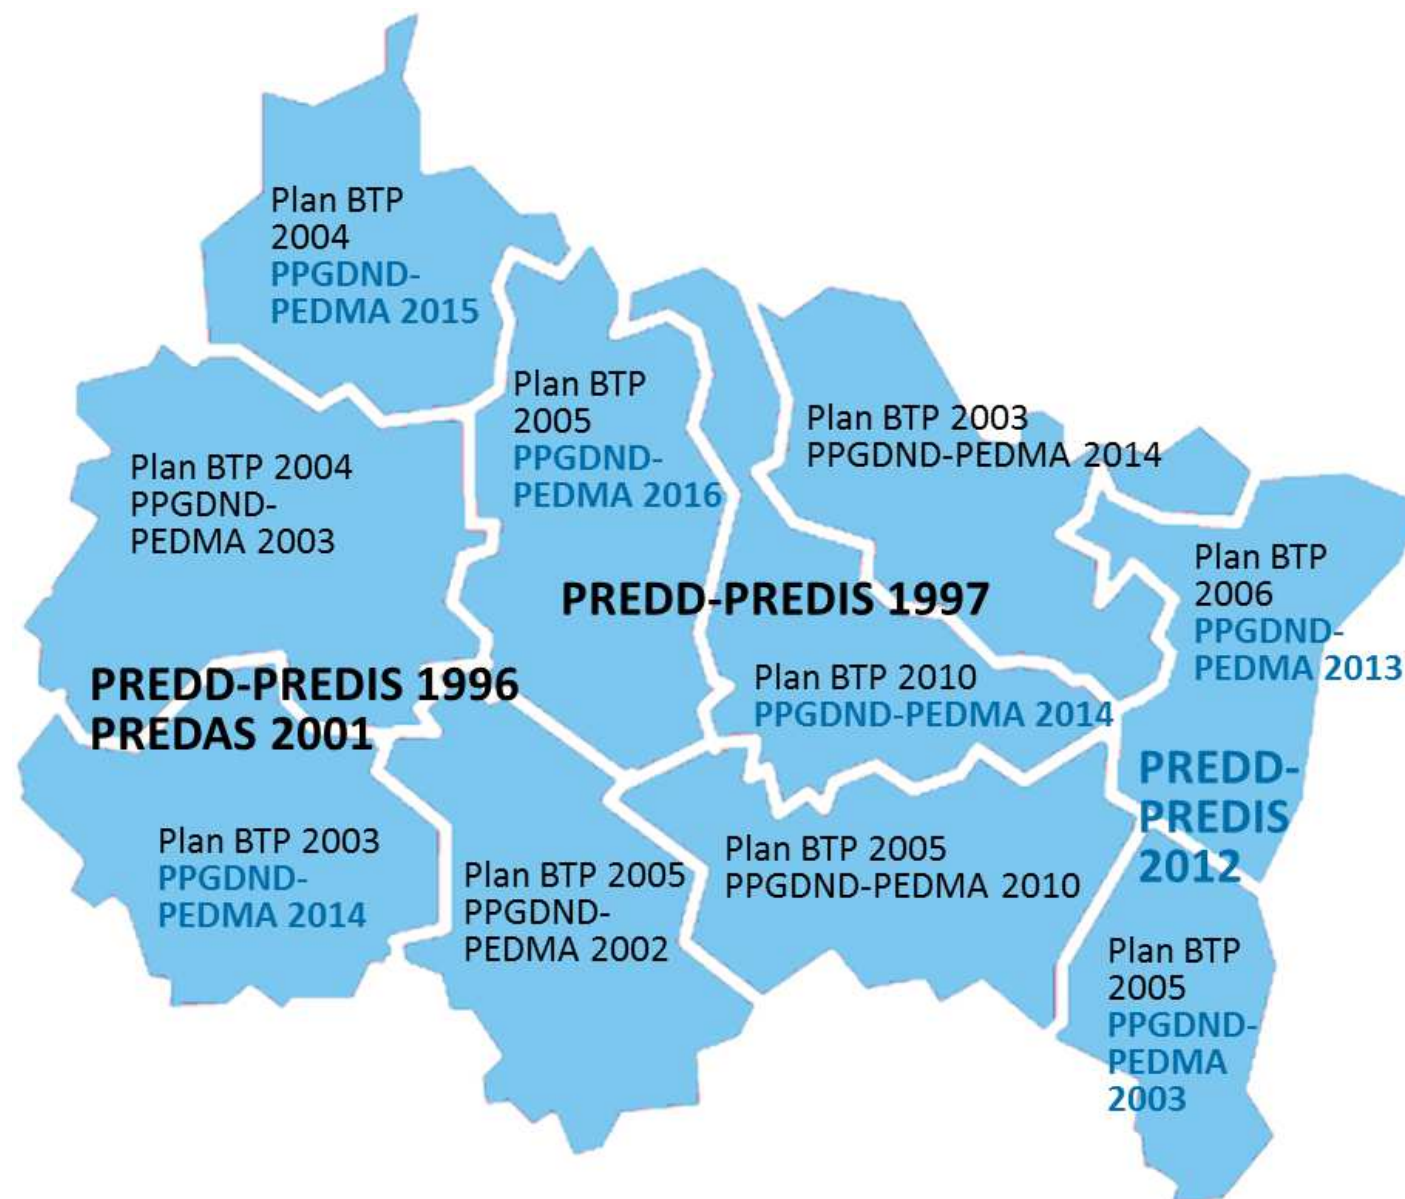 Plan BTP
2004
PPGDND-
PEDMA 2015
Plan BTP
2005
PPGDND-
PEDMA 2016
Plan BTP 2003
PPGDND-PEDMA 2014
Plan BTP 2004
PPGDND-
PEDMA 2003
Plan BTP
2006
PPGDND-
PEDMA 2013
PREDD-PREDIS 1997
PREDD-PREDIS 1996
PREDAS 2001
Plan BTP 2010
PPGDND-PEDMA 2014
PREDD-
PREDIS
2012
Plan BTP 2003
PPGDND-
PEDMA 2014
Plan BTP 2005
PPGDND-
PEDMA 2002
Plan BTP 2005
PPGDND-PEDMA 2010
Plan BTP
2005
PPGDND-
PEDMA
2003